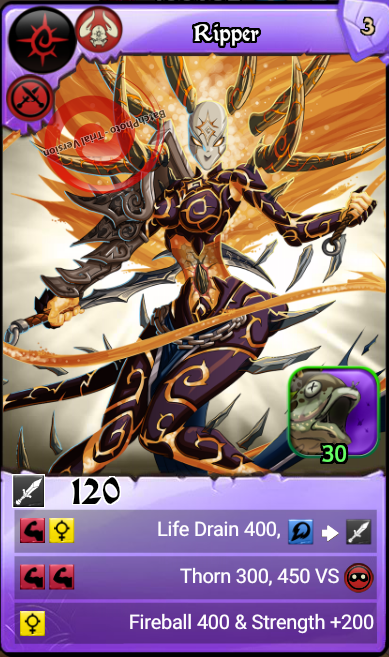 Ripper
3
BatchPhoto - Trial Version
30
120
Life Drain 400,
Thorn 300, 450 VS
Fireball 400 & Strength +200